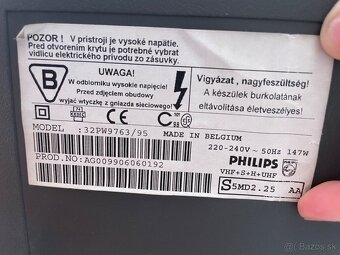 POZOR ! V prístroji je vysoké napätie.
Pred otvorením krytu je potrebné vybrat
vidlicu elektrického prívodu zo zásuvky.
B
UWAGA!
W odbiorniku wysokie napięcie!
Przed zdjęciem obudowy
wyjąć wtyczkę z gniazda sieciowego!
Vigyázat, nagyfeszültség!
A készülek burkolatának
eltávolítása életveszélyes!
MODEL :32PW9763/95 MADE IN BELGIUM
220-240V ~ 50Hz 147W
PROD.NO:AG009906060192
PHILIPS
VHF+S+H+UHF
S5MD2.25 AA
bazos.sk